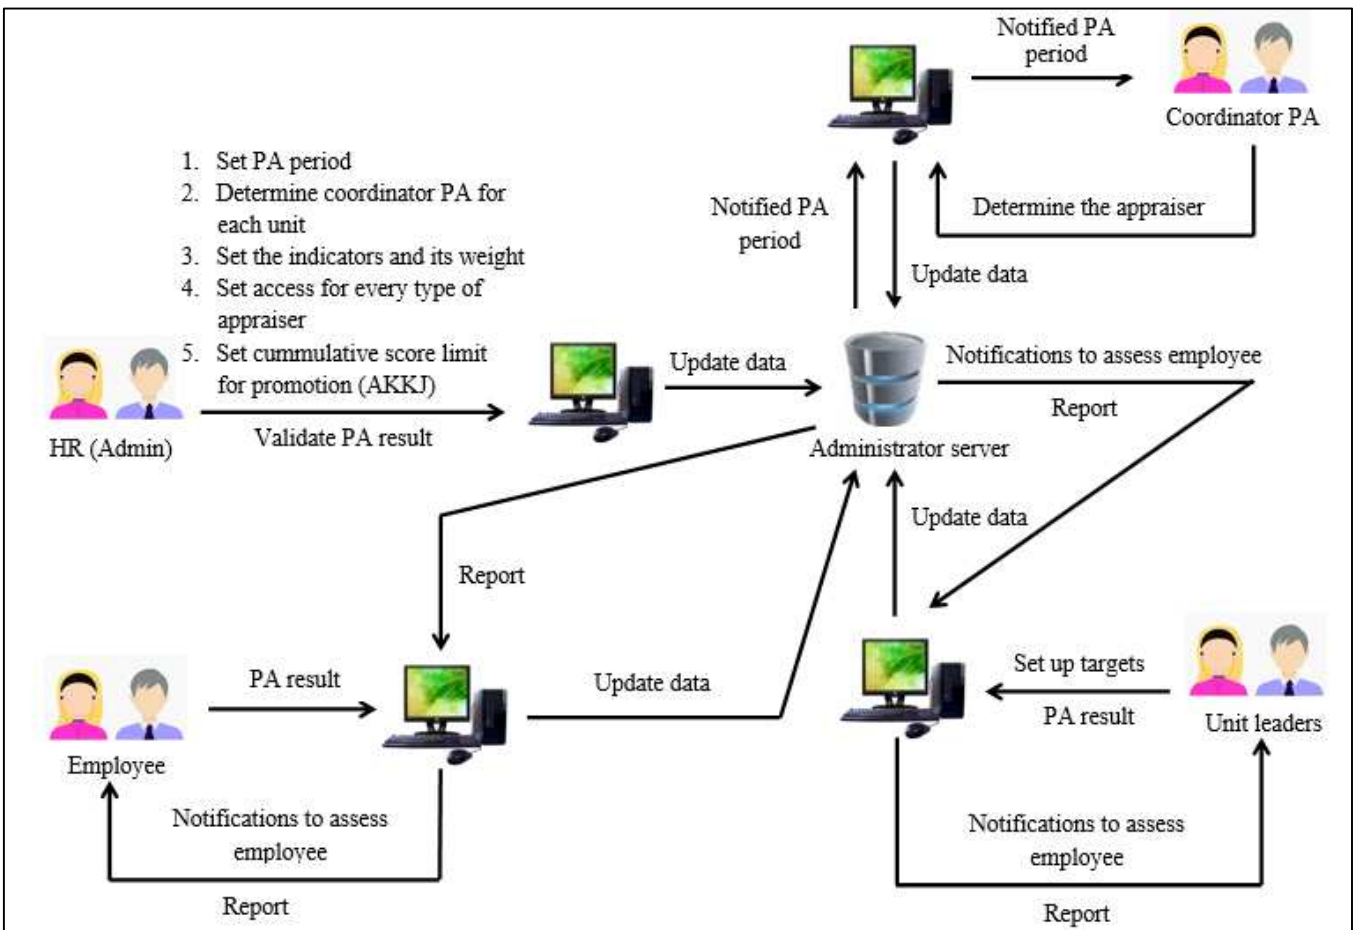 Notified PA
period
Coordinator PA
1. Set PA period
2. Determine coordinator PA for
each unit
3. Set the indicators and its weight
4. Set access for every type of
appraiser
5. Set cummulative score limit
for promotion (AKKJ)
Notified PA
period
Determine the appraiser
Update data
HR (Admin)
Validate PA result
Update data
Notifications to assess employee
Report
Administrator server
Update data
Report
Employee
PA result
Update data
Set up targets
PA result
Unit leaders
Notifications to assess
employee
Report
Notifications to assess
employee
Report